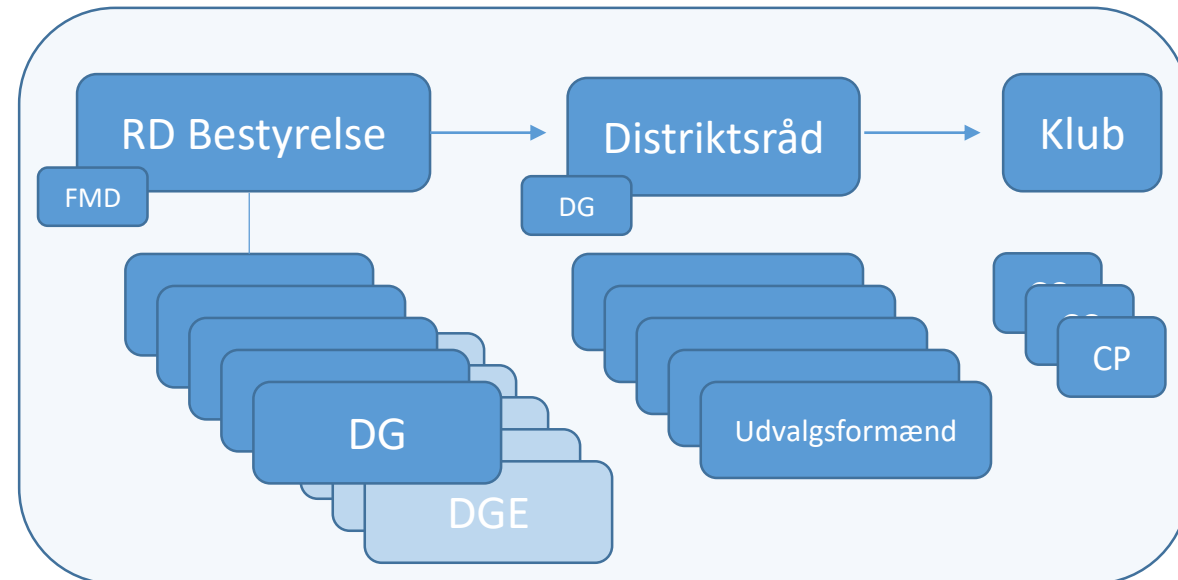 RD Bestyrelse
Distriktsråd
Klub
FMD
DG
DG
DGE
Udvalgsformænd
CP